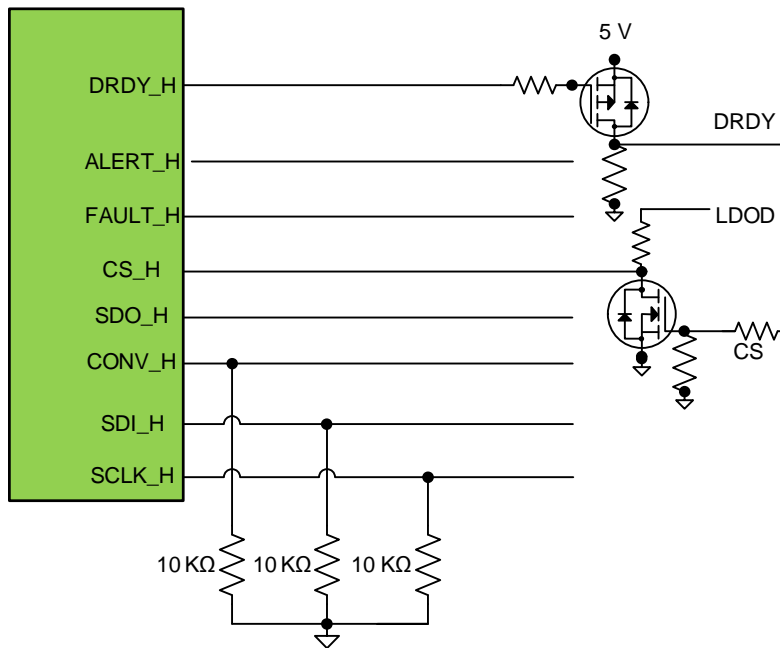 5 V
DRDY_H
DRDY
ALERT_H
FAULT_H
LDOD
CS_H
SDO_H
CS
CONV_H
SDI_H
SCLK_H
10 KΩ 10 KΩ 10 KΩ